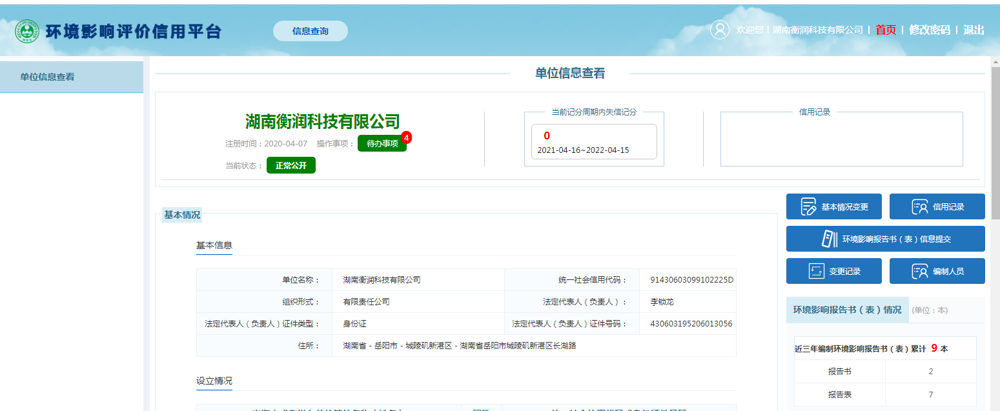 环境影响评价信用平台
信息查询
欢迎您！湖南衡润科技有限公司 | 首页 | 修改密码 | 退出
单位信息查看
单位信息查看
湖南衡润科技有限公司
注册时间：2020-04-07 操作事项： 待办事项 4
当前状态： 正常公开
当前记分周期内失信记分
0
2021-04-16~2022-04-15
信用记录
基本情况
基本信息
单位名称： 湖南衡润科技有限公司 统一社会信用代码： 91430603099102225D
组织形式： 有限责任公司 法定代表人（负责人）： 李锁龙
法定代表人（负责人）证件类型： 身份证 法定代表人（负责人）证件号码： 430603195206013056
住所： 湖南省 - 岳阳市 - 城陵矶新港区 - 湖南省岳阳市城陵矶新港区长湖路
设立情况
基本情况变更
信用记录
环境影响报告书（表）信息提交
变更记录
编制人员
环境影响报告书（表）情况 (单位：本)
近三年编制环境影响报告书（表）累计 9 本
报告书 2
报告表 7